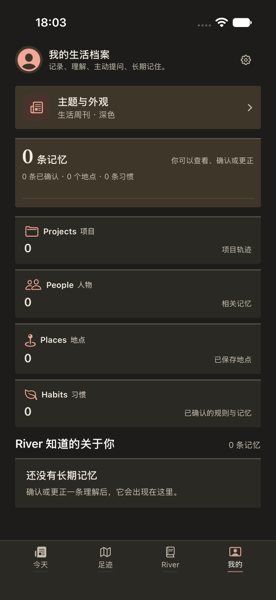 18:03
我的生活档案
记录、理解、主动提问、长期记住。
主题与外观
生活周刊 · 深色
0 条记忆
你可以查看、确认或更正
0 条已确认 · 0 个地点 · 0 条习惯
Projects 项目
0
项目轨迹
People 人物
0
相关记忆
Places 地点
0
已保存地点
Habits 习惯
0
已确认的规则与记忆
River 知道的关于你
0 条记忆
还没有长期记忆
确认或更正一条理解后，它会出现在这里。
今天
足迹
River
我的